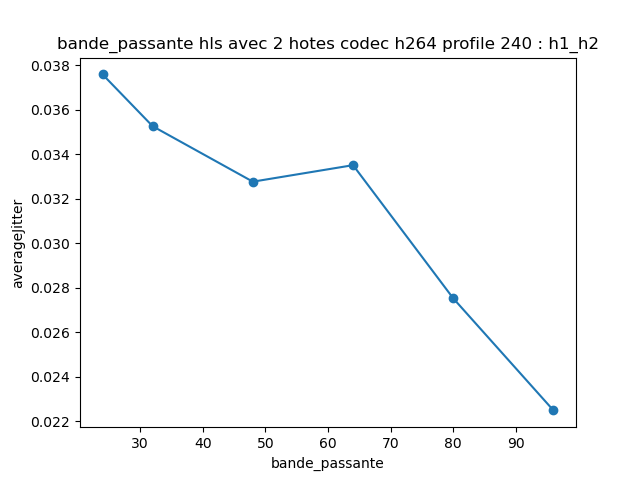 bande_passante hls avec 2 hotes codec h264 profile 240 : h1_h2
0.038
0.036
0.034
0.032
0.030
0.028
0.026
0.024
0.022
averageJitter
30 40 50 60 70 80 90
bande_passante